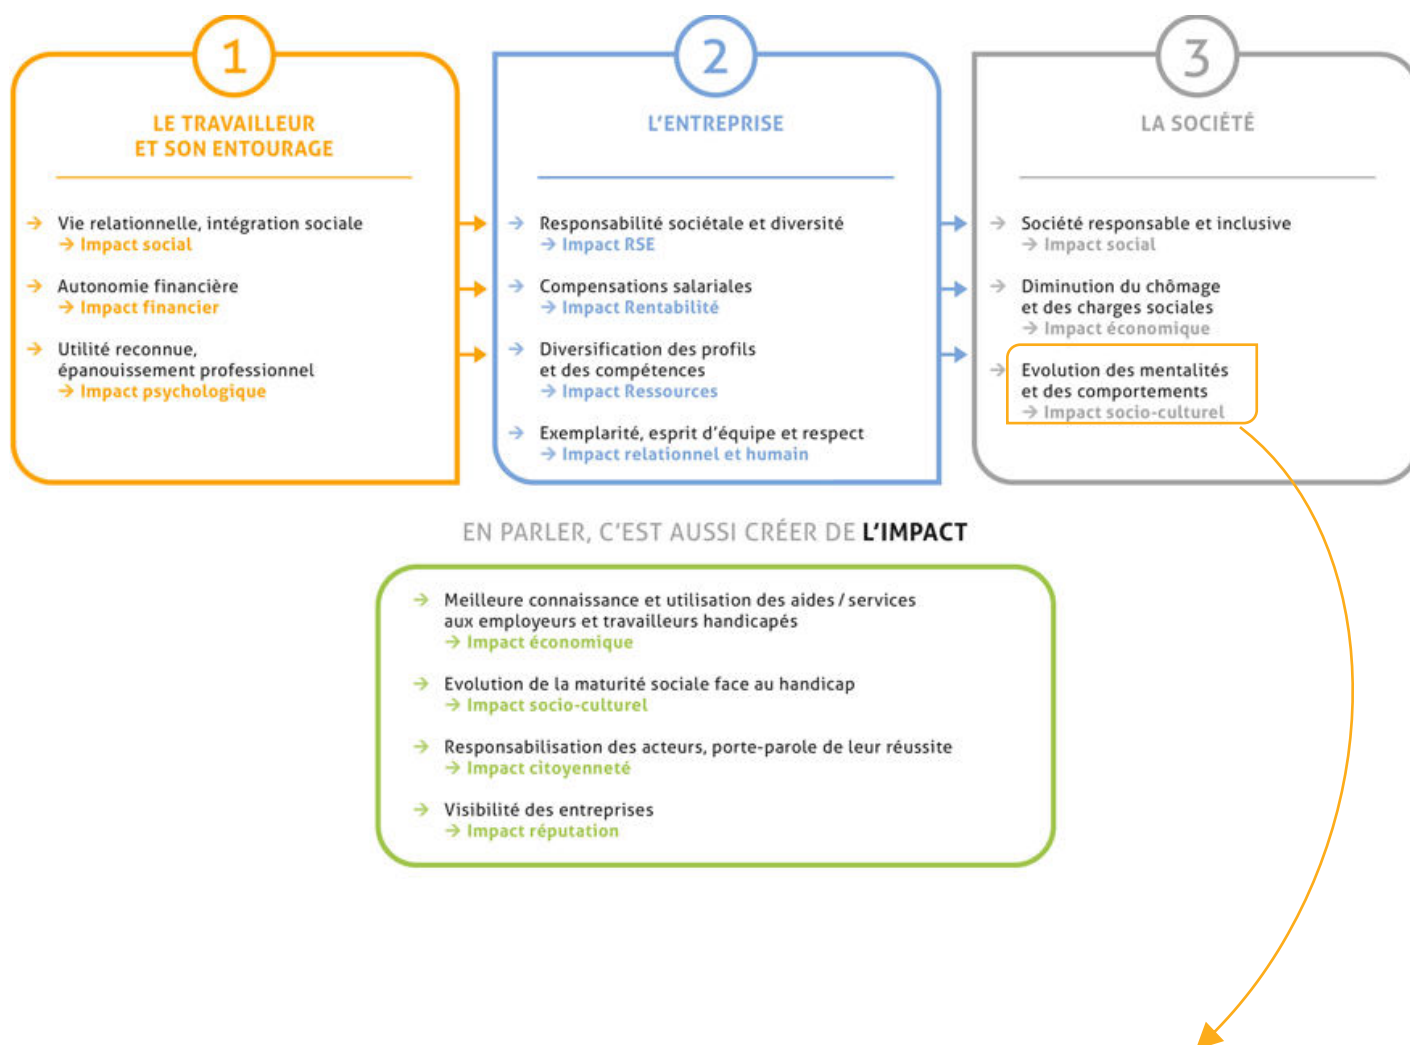 1
LE TRAVAILLEUR
ET SON ENTOURAGE
→ Vie relationnelle, intégration sociale
→ Impact social
→ Autonomie financière
→ Impact financier
→ Utilité reconnue,
épanouissement professionnel
→ Impact psychologique
2
L'ENTREPRISE
→ Responsabilité sociétale et diversité
→ Impact RSE
→ Compensations salariales
→ Impact Rentabilité
→ Diversification des profils
et des compétences
→ Impact Ressources
→ Exemplarité, esprit d'équipe et respect
→ Impact relationnel et humain
3
LA SOCIÉTÉ
→ Société responsable et inclusive
→ Impact social
→ Diminution du chômage
et des charges sociales
→ Impact économique
→ Evolution des mentalités
et des comportements
→ Impact socio-culturel
EN PARLER, C'EST AUSSI CRÉER DE L'IMPACT
→ Meilleure connaissance et utilisation des aides / services
aux employeurs et travailleurs handicapés
→ Impact économique
→ Evolution de la maturité sociale face au handicap
→ Impact socio-culturel
→ Responsabilisation des acteurs, porte-parole de leur réussite
→ Impact citoyenneté
→ Visibilité des entreprises
→ Impact réputation